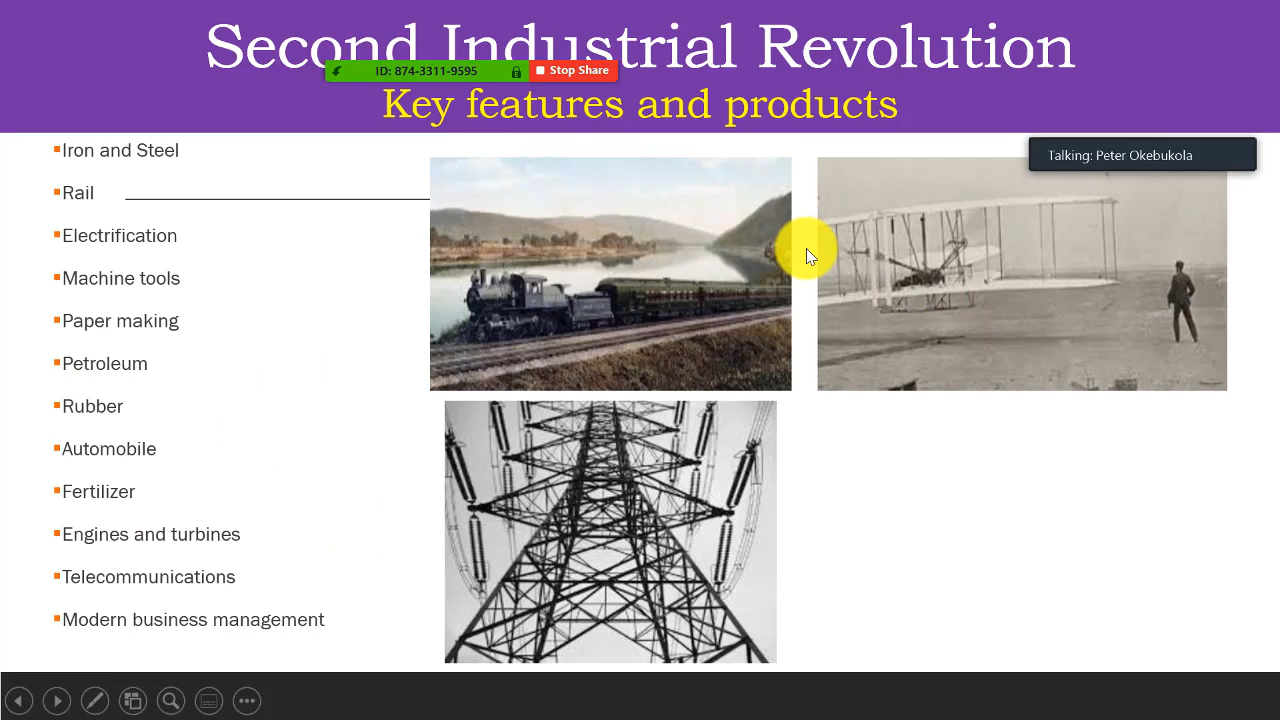 Second Industrial Revolution
ID: 874-3311-9595 Stop Share
Key features and products
Talking: Peter Okebukola
Iron and Steel
Rail
Electrification
Machine tools
Paper making
Petroleum
Rubber
Automobile
Fertilizer
Engines and turbines
Telecommunications
Modern business management